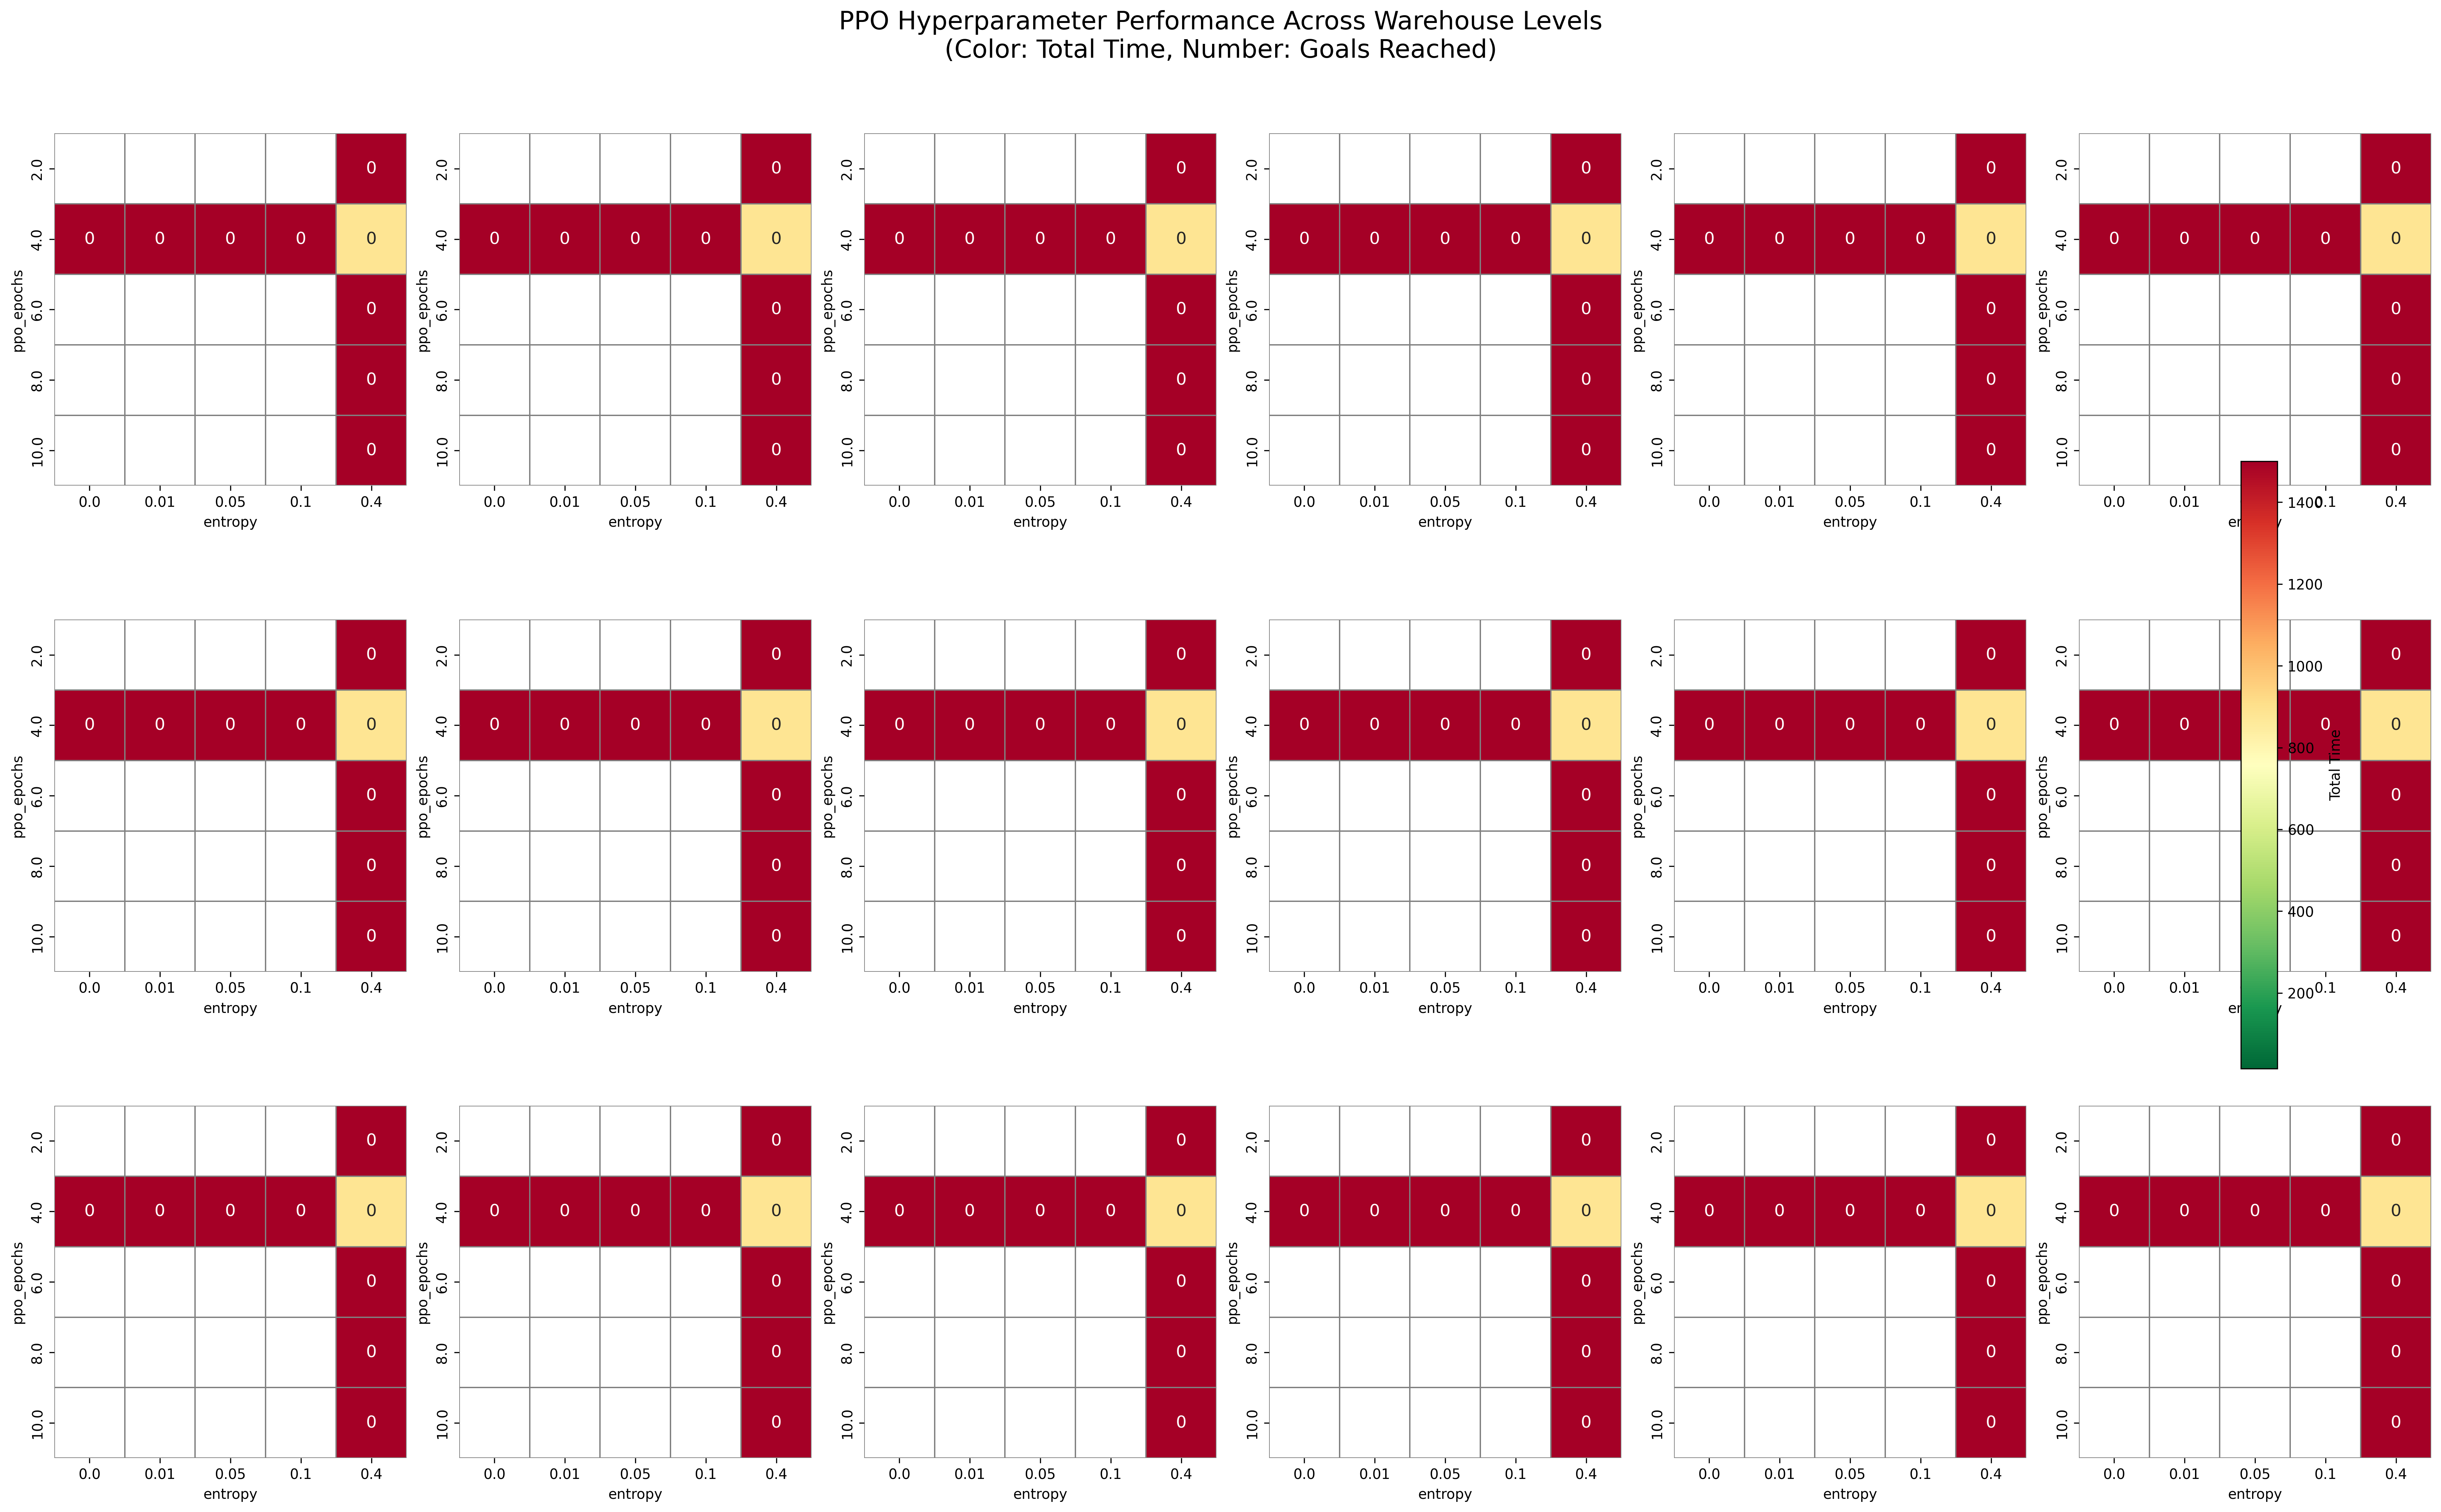 PPO Hyperparameter Performance Across Warehouse Levels
(Color: Total Time, Number: Goals Reached)
2.0 0 2.0 0 2.0 0 2.0 0 2.0 0 2.0 0
4.0 0 0 0 0 0 4.0 0 0 0 0 0 4.0 0 0 0 0 0 4.0 0 0 0 0 0 4.0 0 0 0 0 0 4.0 0 0 0 0 0
ppo_epochs ppo_epochs ppo_epochs ppo_epochs ppo_epochs ppo_epochs
6.0 0 6.0 0 6.0 0 6.0 0 6.0 0 6.0 0
8.0 0 8.0 0 8.0 0 8.0 0 8.0 0 8.0 0
10.0 0 10.0 0 10.0 0 10.0 0 10.0 0 10.0 0
0.0 0.01 0.05 0.1 0.4 0.0 0.01 0.05 0.1 0.4 0.0 0.01 0.05 0.1 0.4 0.0 0.01 0.05 0.1 0.4 0.0 0.01 0.05 0.1 0.4 0.0 0.01 0.1 0.4
entropy entropy entropy entropy entropy
1400
1200
1000
800
600
400
200
Total Time
2.0 0 2.0 0 2.0 0 2.0 0 2.0 0 2.0 0
4.0 0 0 0 0 0 4.0 0 0 0 0 0 4.0 0 0 0 0 0 4.0 0 0 0 0 0 4.0 0 0 0 0 0 4.0 0 0 0 0
ppo_epochs ppo_epochs ppo_epochs ppo_epochs ppo_epochs ppo_epochs
6.0 0 6.0 0 6.0 0 6.0 0 6.0 0 6.0 0
8.0 0 8.0 0 8.0 0 8.0 0 8.0 0 8.0 0
10.0 0 10.0 0 10.0 0 10.0 0 10.0 0 10.0 0
0.0 0.01 0.05 0.1 0.4 0.0 0.01 0.05 0.1 0.4 0.0 0.01 0.05 0.1 0.4 0.0 0.01 0.05 0.1 0.4 0.0 0.01 0.05 0.1 0.4 0.0 0.01 0.1 0.4
entropy entropy entropy entropy entropy
2.0 0 2.0 0 2.0 0 2.0 0 2.0 0 2.0 0
4.0 0 0 0 0 0 4.0 0 0 0 0 0 4.0 0 0 0 0 0 4.0 0 0 0 0 0 4.0 0 0 0 0 0 4.0 0 0 0 0 0
ppo_epochs ppo_epochs ppo_epochs ppo_epochs ppo_epochs ppo_epochs
6.0 0 6.0 0 6.0 0 6.0 0 6.0 0 6.0 0
8.0 0 8.0 0 8.0 0 8.0 0 8.0 0 8.0 0
10.0 0 10.0 0 10.0 0 10.0 0 10.0 0 10.0 0
0.0 0.01 0.05 0.1 0.4 0.0 0.01 0.05 0.1 0.4 0.0 0.01 0.05 0.1 0.4 0.0 0.01 0.05 0.1 0.4 0.0 0.01 0.05 0.1 0.4 0.0 0.01 0.05 0.1 0.4
entropy entropy entropy entropy entropy entropy